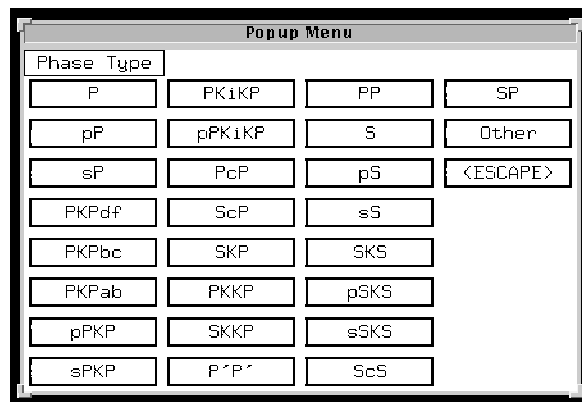 Popup Menu
Phase Type
P PKiKP PP SP
pP pPKiKP S Other
sP PcP pS <ESCAPE>
PKPdf ScP sS
PKPbc SKP SKS
PKPab PKKP pSKS
pPKP SKKP sSKS
sPKP P´P´ ScS